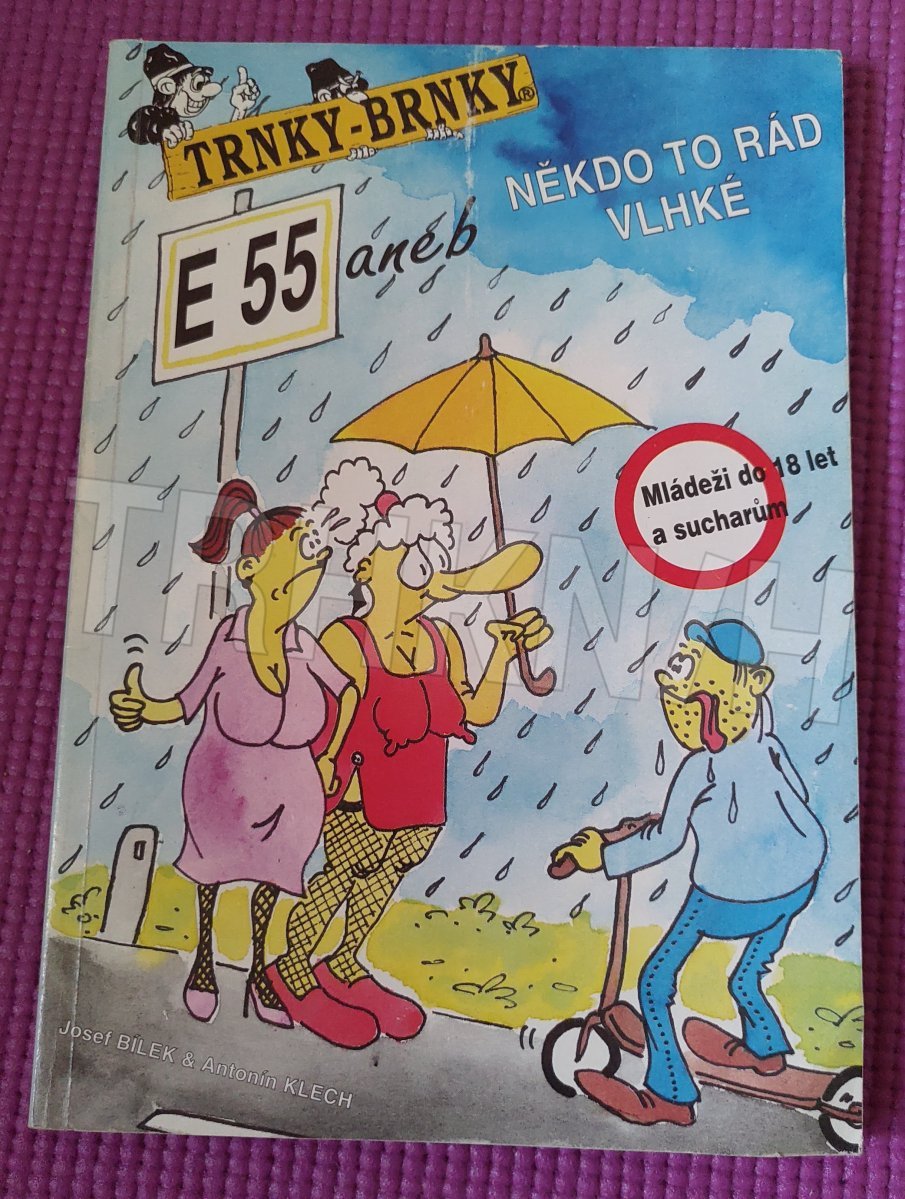 TRNKY-BRNKY®
NĚKDO TO RÁD
VLHKÉ
E 55
aneb
Mládeži do 18 let
a sucharům
Josef BÍLEK & Antonín KLECH